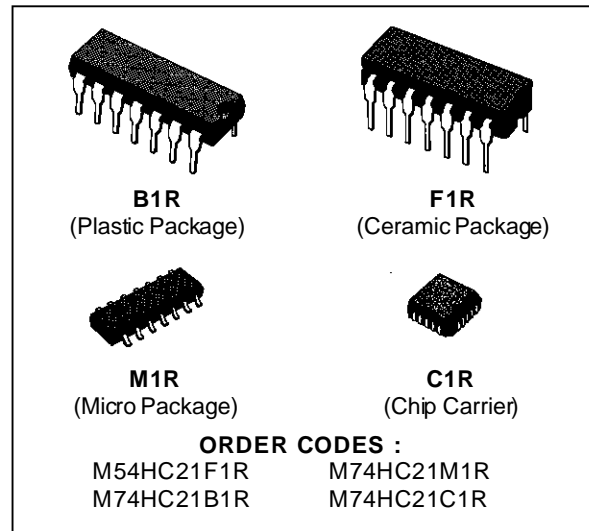 B1R
(Plastic Package)
F1R
(Ceramic Package)
M1R
(Micro Package)
C1R
(Chip Carrier)
ORDER CODES :
M54HC21F1R M74HC21M1R
M74HC21B1R M74HC21C1R